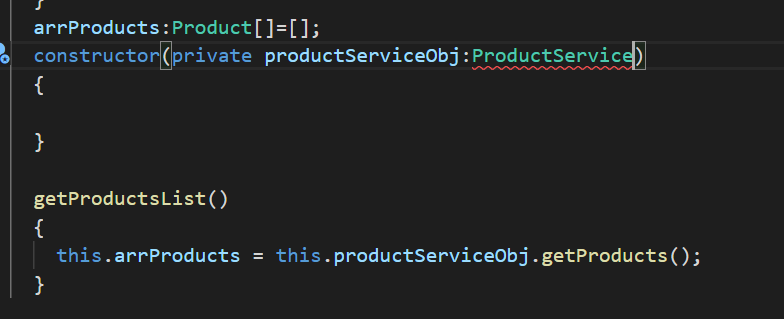 }
arrProducts:Product[]=[];
constructor(private productServiceObj:ProductService)
{
}
getProductsList()
{
this.arrProducts = this.productServiceObj.getProducts();
}